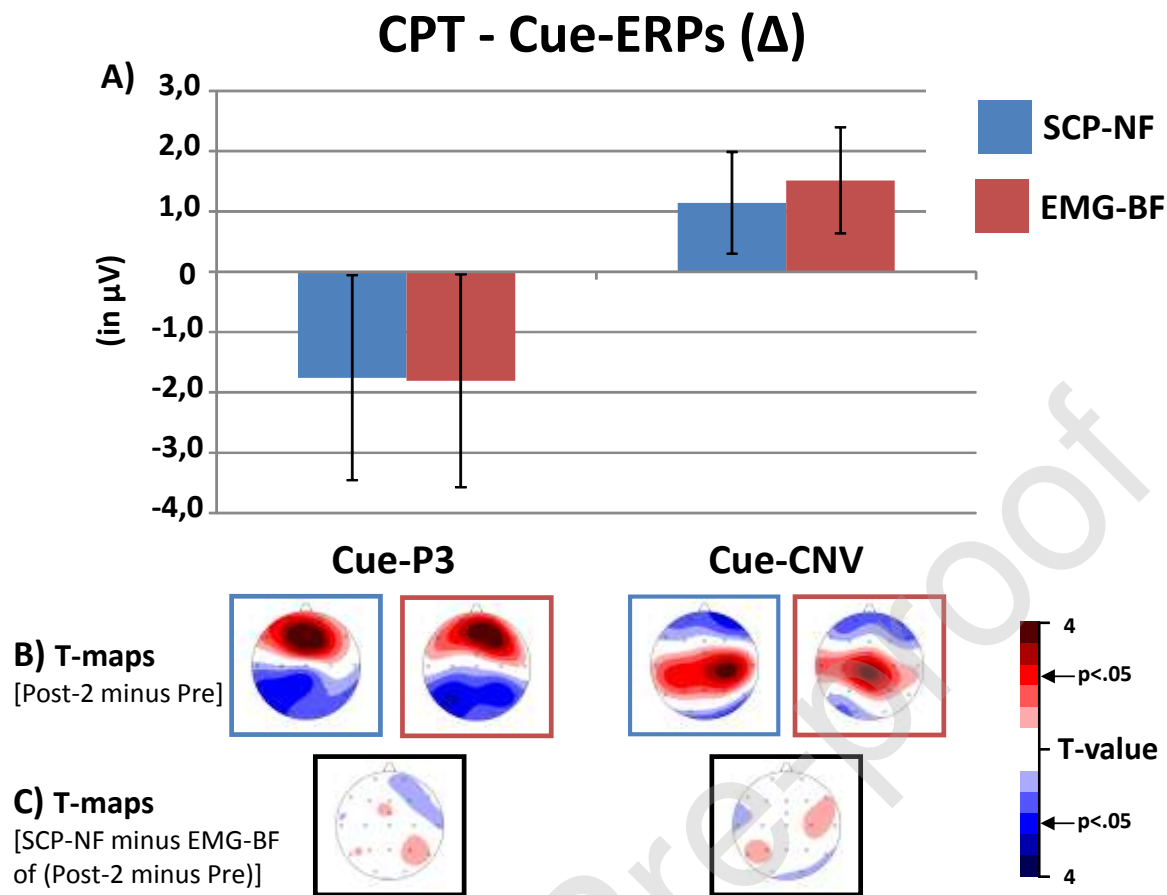 CPT - Cue-ERPs (Δ)
A)
3,0
2,0
1,0
0
-1,0
-2,0
-3,0
-4,0
(in µV)
SCP-NF
EMG-BF
Cue-P3
Cue-CNV
B) T-maps
[Post-2 minus Pre]
C) T-maps
[SCP-NF minus EMG-BF
of (Post-2 minus Pre)]
4
p<.05
T-value
p<.05
4
Pre-proof